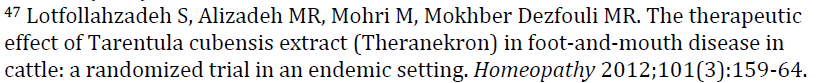 47 Lotfollahzadeh S, Alizadeh MR, Mohri M, Mokhber Dezfouli MR. The therapeutic
effect of Tarentula cubensis extract (Theranekron) in foot-and-mouth disease in
cattle: a randomized trial in an endemic setting. Homeopathy 2012;101(3):159-64.